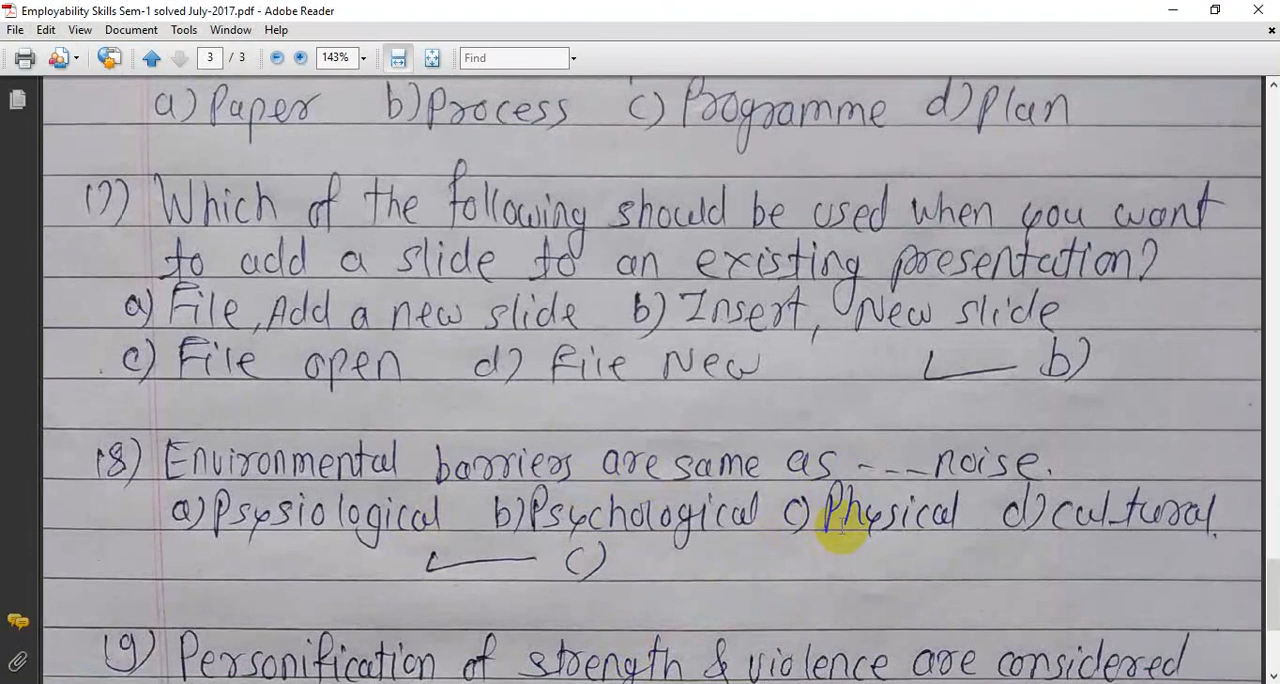 Employability Skills Sem-1 solved July-2017.pdf - Adobe Reader
File Edit View Document Tools Window Help
3 / 3 143% Find
a) Paper b) Process c) Programme d) Plan
17) Which of the following should be used when you want
to add a slide to an existing presentation?
a) File, Add a new slide b) Insert, New slide
c) File open d) File New b)
18) Environmental barriers are same as --- noise.
a) Psysiological b) Psychological c) Physical d) cultural.
c)
19) Personification of strength & violence are considered